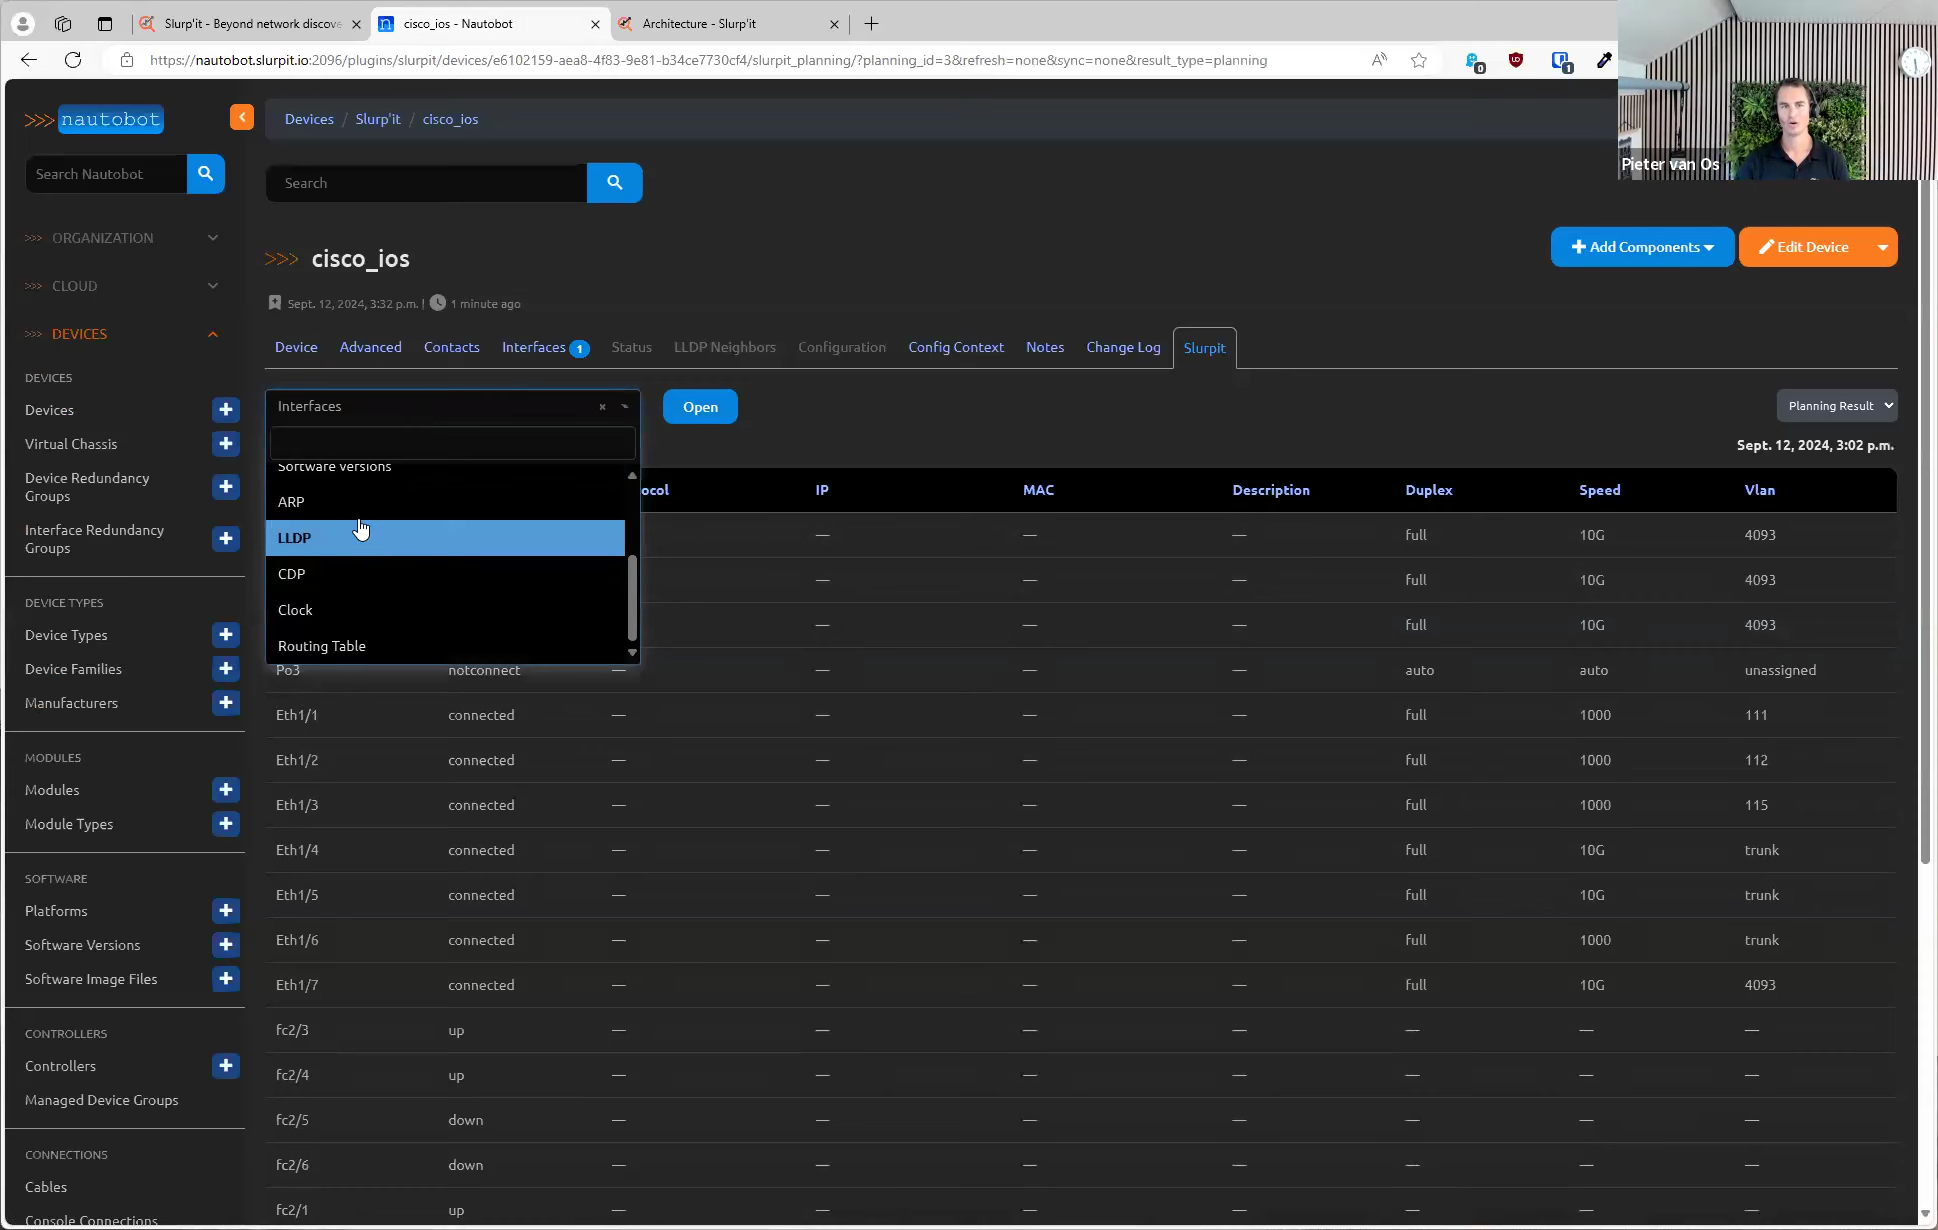 Slurp'it - Beyond network discove
cisco_ios - Nautobot
Architecture - Slurp'it
https://nautobot.slurpit.io:2096/plugins/slurpit/devices/e6102159-aea8-4f83-9e81-b34ce7730cf4/slurpit_planning/?planning_id=3&refresh=none&sync=none&result_type=planning
0
1
Pieter van Os
>>> nautobot
Search Nautobot
>>> ORGANIZATION
>>> CLOUD
>>> DEVICES
DEVICES
Devices
Virtual Chassis
Device Redundancy
Groups
Interface Redundancy
Groups
DEVICE TYPES
Device Types
Device Families
Manufacturers
MODULES
Modules
Module Types
SOFTWARE
Platforms
Software Versions
Software Image Files
CONTROLLERS
Controllers
Managed Device Groups
CONNECTIONS
Cables
Console Connections
Devices / Slurp'it / cisco_ios
Search
>>> cisco_ios
Add Components
Edit Device
Sept. 12, 2024, 3:32 p.m. | 1 minute ago
Device Advanced Contacts Interfaces 1 Status LLDP Neighbors Configuration Config Context Notes Change Log Slurpit
Interfaces ×
Open
Planning Result
Sept. 12, 2024, 3:02 p.m.
Software Versions
ARP
LLDP
CDP
Clock
Routing Table
ocol IP MAC Description Duplex Speed Vlan
— — — full 10G 4093
— — — full 10G 4093
— — — full 10G 4093
Po3 notconnect — — — — auto auto unassigned
Eth1/1 connected — — — — full 1000 111
Eth1/2 connected — — — — full 1000 112
Eth1/3 connected — — — — full 1000 115
Eth1/4 connected — — — — full 10G trunk
Eth1/5 connected — — — — full 10G trunk
Eth1/6 connected — — — — full 1000 trunk
Eth1/7 connected — — — — full 10G 4093
fc2/3 up — — — — — — —
fc2/4 up — — — — — — —
fc2/5 down — — — — — — —
fc2/6 down — — — — — — —
fc2/1 up — — — — — — —